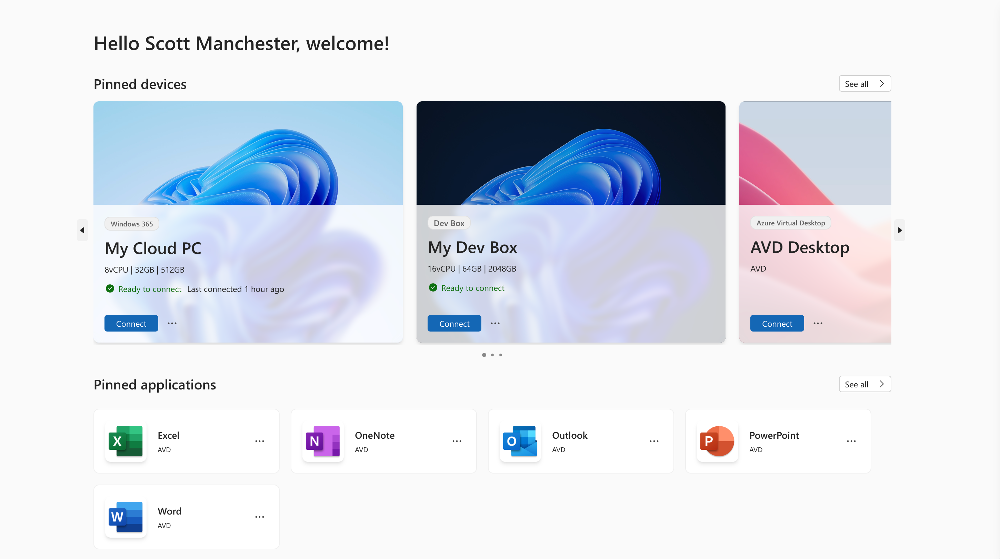 Hello Scott Manchester, welcome!
Pinned devices
See all
Windows 365
My Cloud PC
8vCPU | 32GB | 512GB
Ready to connect Last connected 1 hour ago
Connect
Dev Box
My Dev Box
16vCPU | 64GB | 2048GB
Ready to connect
Connect
Azure Virtual Desktop
AVD Desktop
AVD
Connect
Pinned applications
See all
X
Excel
AVD
N
OneNote
AVD
O
Outlook
AVD
P
PowerPoint
AVD
W
Word
AVD